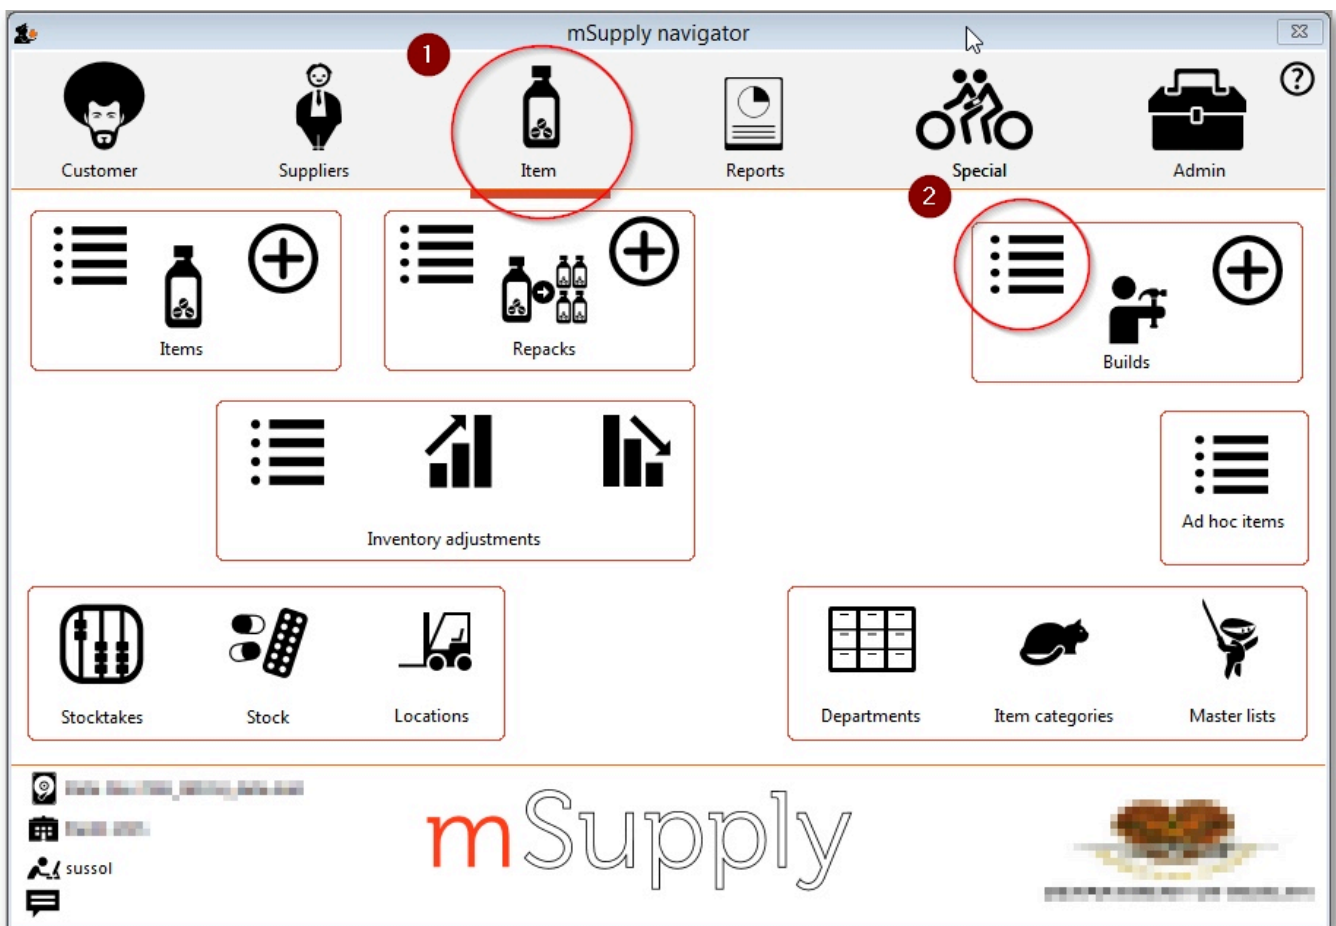 mSupply navigator
1
Customer
Suppliers
Item
Reports
Special
Admin
?
2
Items
Repacks
Builds
Inventory adjustments
Ad hoc items
Stocktakes
Stock
Locations
Departments
Item categories
Master lists
sussol
mSupply